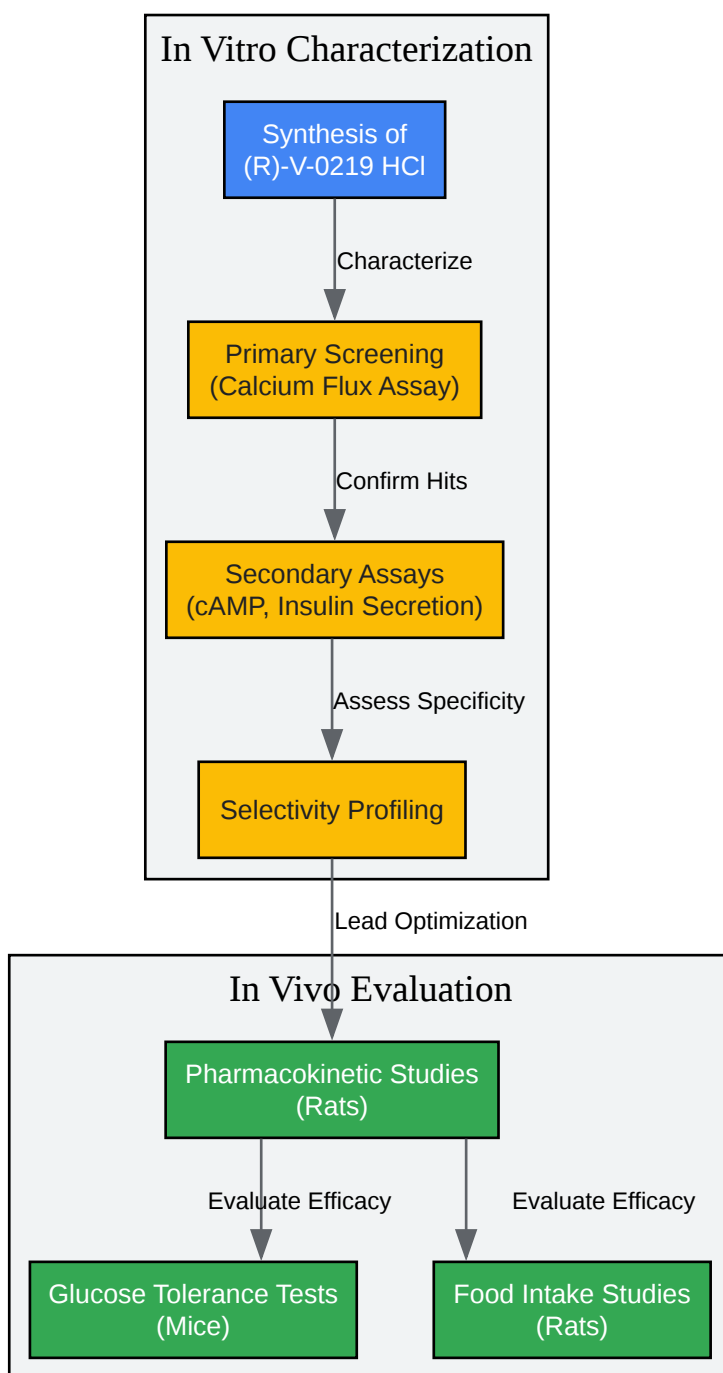 In Vitro Characterization
Synthesis of
(R)-V-0219 HCl
Characterize
Primary Screening
(Calcium Flux Assay)
Confirm Hits
Secondary Assays
(cAMP, Insulin Secretion)
Assess Specificity
Selectivity Profiling
Lead Optimization
In Vivo Evaluation
Pharmacokinetic Studies
(Rats)
Evaluate Efficacy
Evaluate Efficacy
Glucose Tolerance Tests
(Mice)
Food Intake Studies
(Rats)